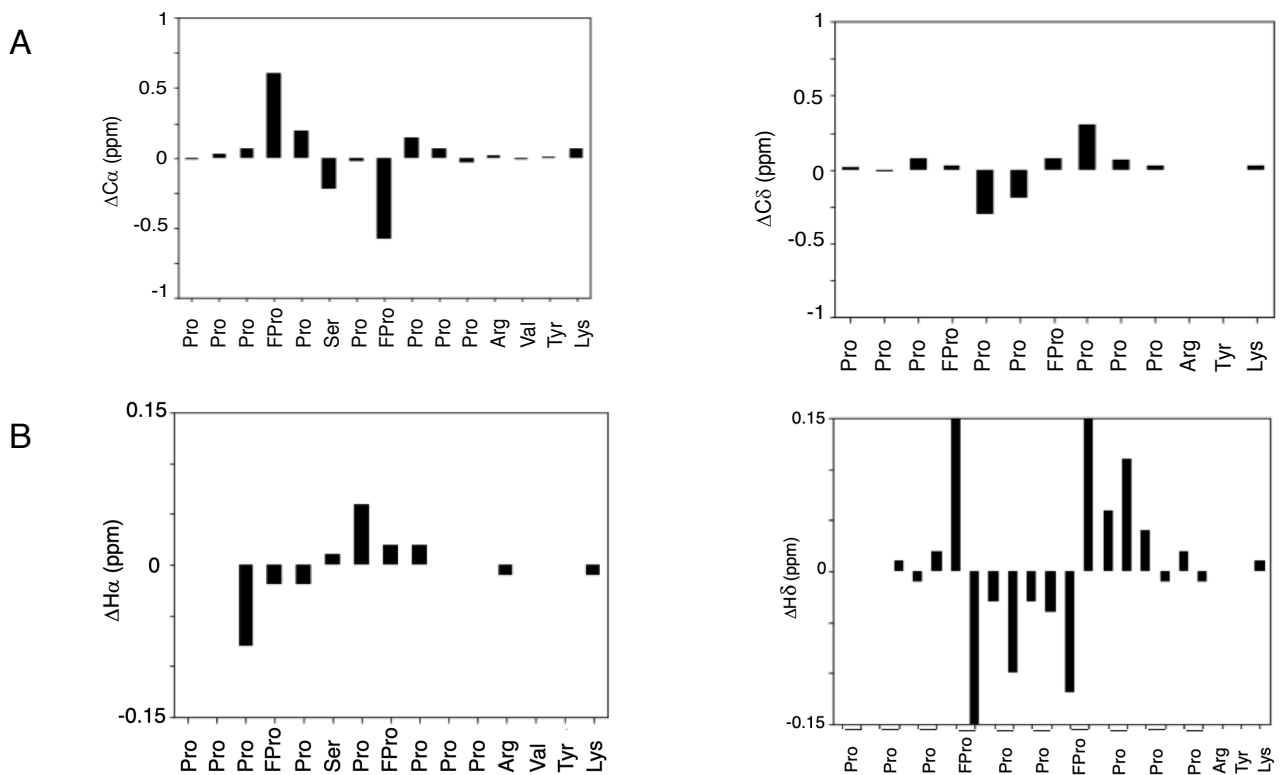 A
1
0.5
0
-0.5
-1
ΔCα (ppm)
Pro Pro Pro FPro Pro Ser Pro FPro Pro Pro Pro Arg Val Tyr Lys
1
0.5
0
-0.5
-1
ΔCδ (ppm)
Pro Pro Pro FPro Pro Pro FPro Pro Pro Pro Arg Tyr Lys
B
0.15
0
-0.15
ΔHα (ppm)
Pro Pro Pro FPro Pro Ser Pro FPro Pro Pro Pro Arg Val Tyr Lys
0.15
0
-0.15
ΔHδ (ppm)
Pro Pro Pro FPro Pro Pro FPro Pro Pro Pro Arg Tyr Lys